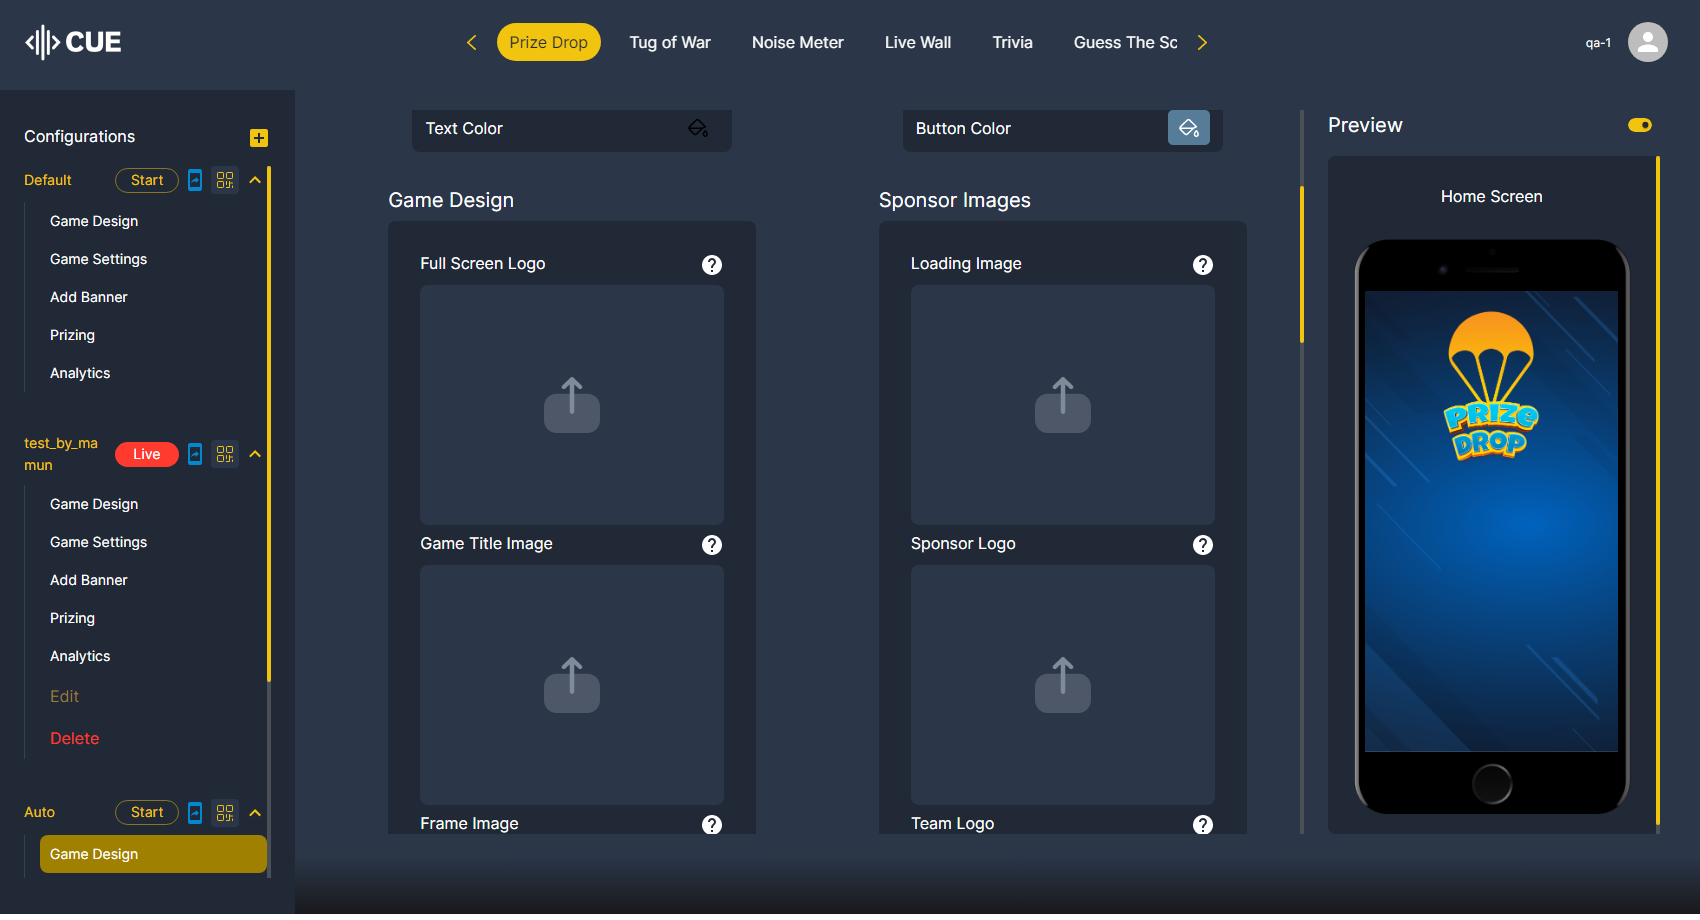 CUE
Prize Drop
Tug of War
Noise Meter
Live Wall
Trivia
Guess The Sc
qa-1
Configurations
Default
Start
Game Design
Game Settings
Add Banner
Prizing
Analytics
test_by_ma
mun
Live
Game Design
Game Settings
Add Banner
Prizing
Analytics
Edit
Delete
Auto
Start
Game Design
Text Color
Button Color
Game Design
Full Screen Logo
Game Title Image
Frame Image
Sponsor Images
Loading Image
Sponsor Logo
Team Logo
Preview
Home Screen
PRIZE
DROP